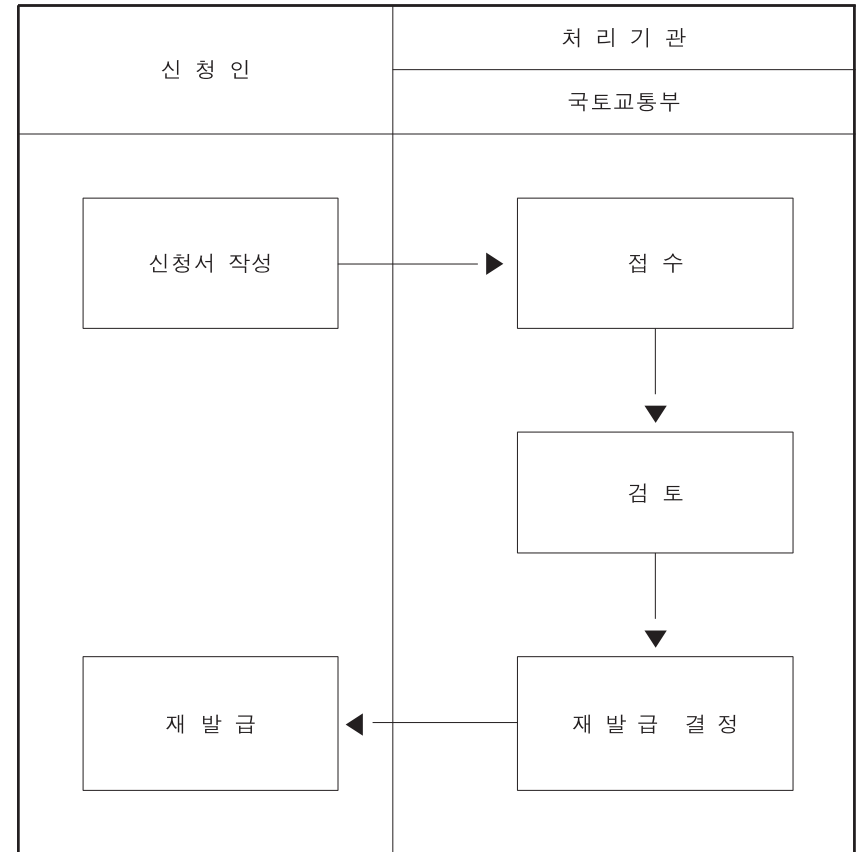 신 청 인
처 리 기 관
국토교통부
신청서 작성
접 수
검 토
재 발 급
재 발 급 결 정